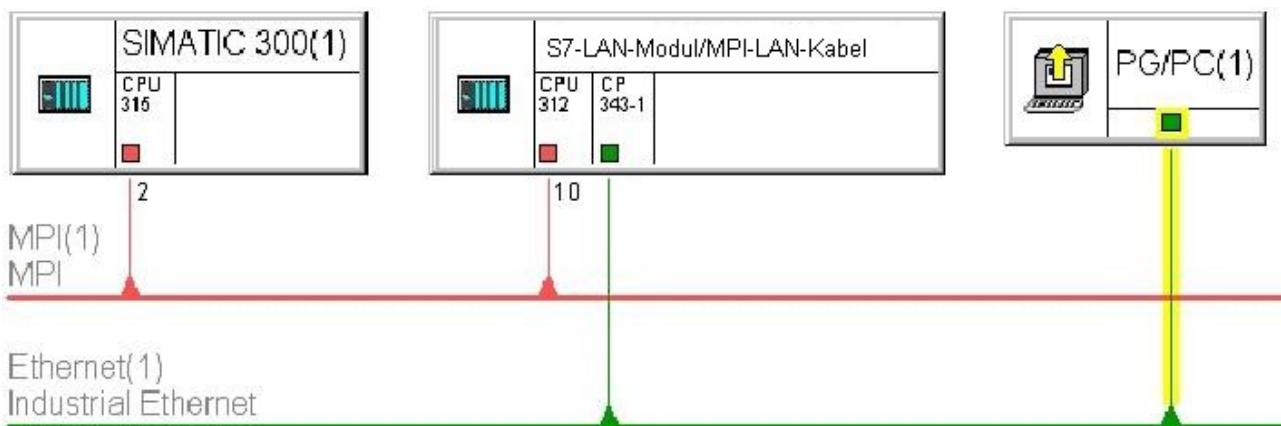 SIMATIC 300(1)
CPU
315
2
S7-LAN-Modul/MPI-LAN-Kabel
CPU
312
CP
343-1
10
PG/PC(1)
MPI(1)
MPI
Ethernet(1)
Industrial Ethernet